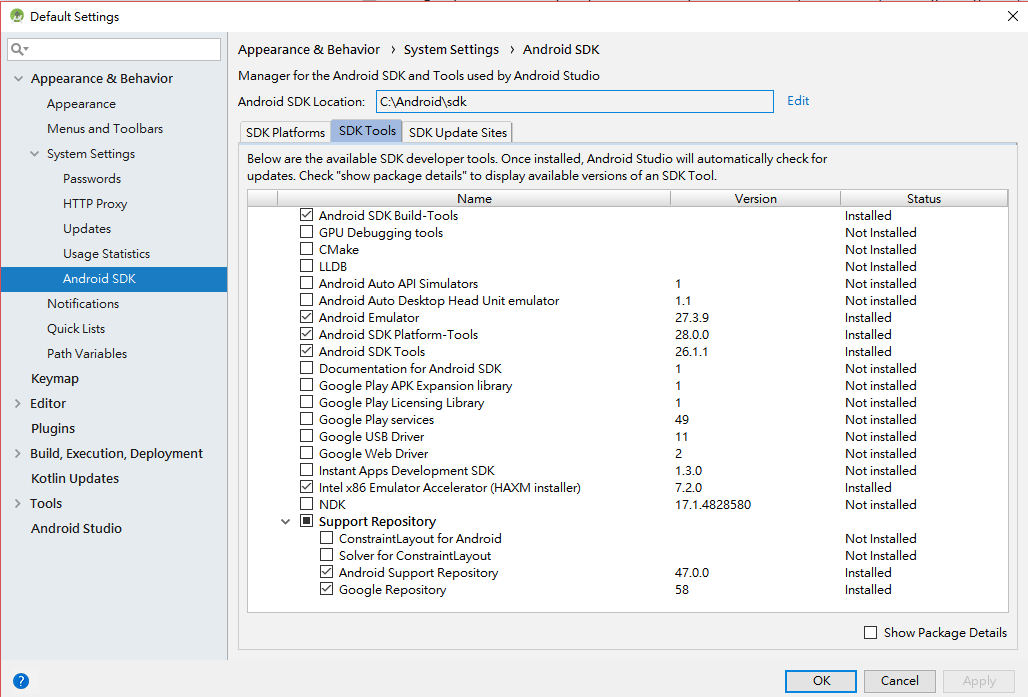 Default Settings
Appearance & Behavior
Appearance
Menus and Toolbars
System Settings
Passwords
HTTP Proxy
Updates
Usage Statistics
Android SDK
Notifications
Quick Lists
Path Variables
Keymap
Editor
Plugins
Build, Execution, Deployment
Kotlin Updates
Tools
Android Studio
Appearance & Behavior › System Settings › Android SDK
Manager for the Android SDK and Tools used by Android Studio
Android SDK Location: C:\Android\sdk Edit
SDK Platforms SDK Tools SDK Update Sites
Below are the available SDK developer tools. Once installed, Android Studio will automatically check for
updates. Check "show package details" to display available versions of an SDK Tool.
Name Version Status
Android SDK Build-Tools Installed
GPU Debugging tools Not Installed
CMake Not Installed
LLDB Not Installed
Android Auto API Simulators 1 Not installed
Android Auto Desktop Head Unit emulator 1.1 Not installed
Android Emulator 27.3.9 Installed
Android SDK Platform-Tools 28.0.0 Installed
Android SDK Tools 26.1.1 Installed
Documentation for Android SDK 1 Not installed
Google Play APK Expansion library 1 Not installed
Google Play Licensing Library 1 Not installed
Google Play services 49 Not installed
Google USB Driver 11 Not installed
Google Web Driver 2 Not installed
Instant Apps Development SDK 1.3.0 Not installed
Intel x86 Emulator Accelerator (HAXM installer) 7.2.0 Installed
NDK 17.1.4828580 Not installed
Support Repository
ConstraintLayout for Android Not Installed
Solver for ConstraintLayout Not Installed
Android Support Repository 47.0.0 Installed
Google Repository 58 Installed
Show Package Details
? OK Cancel Apply